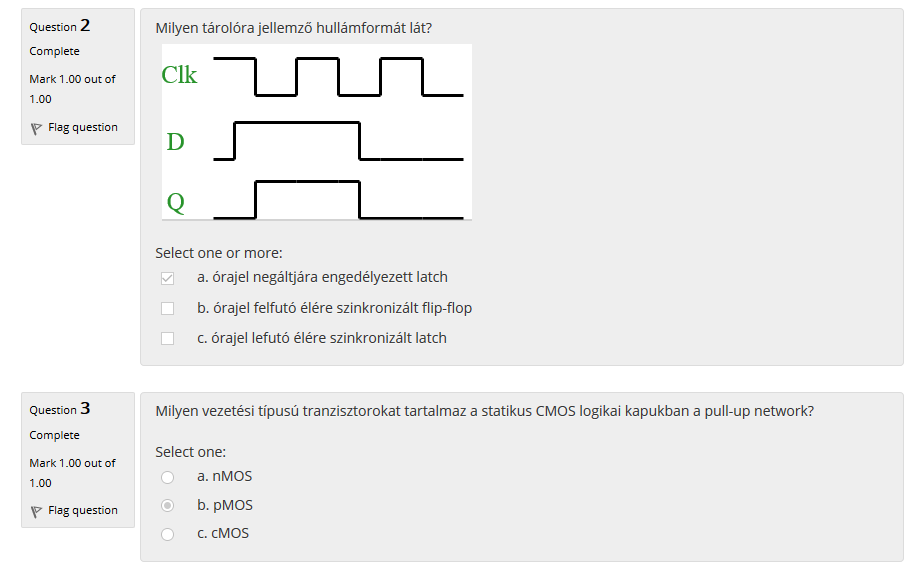 Question 2
Complete
Mark 1.00 out of
1.00
Flag question
Milyen tárolóra jellemző hullámformát lát?
Clk
D
Q
Select one or more:
a. órajel negáltjára engedélyezett latch
b. órajel felfutó élére szinkronizált flip-flop
c. órajel lefutó élére szinkronizált latch
Question 3
Complete
Mark 1.00 out of
1.00
Flag question
Milyen vezetési típusú tranzisztorokat tartalmaz a statikus CMOS logikai kapukban a pull-up network?
Select one:
a. nMOS
b. pMOS
c. cMOS